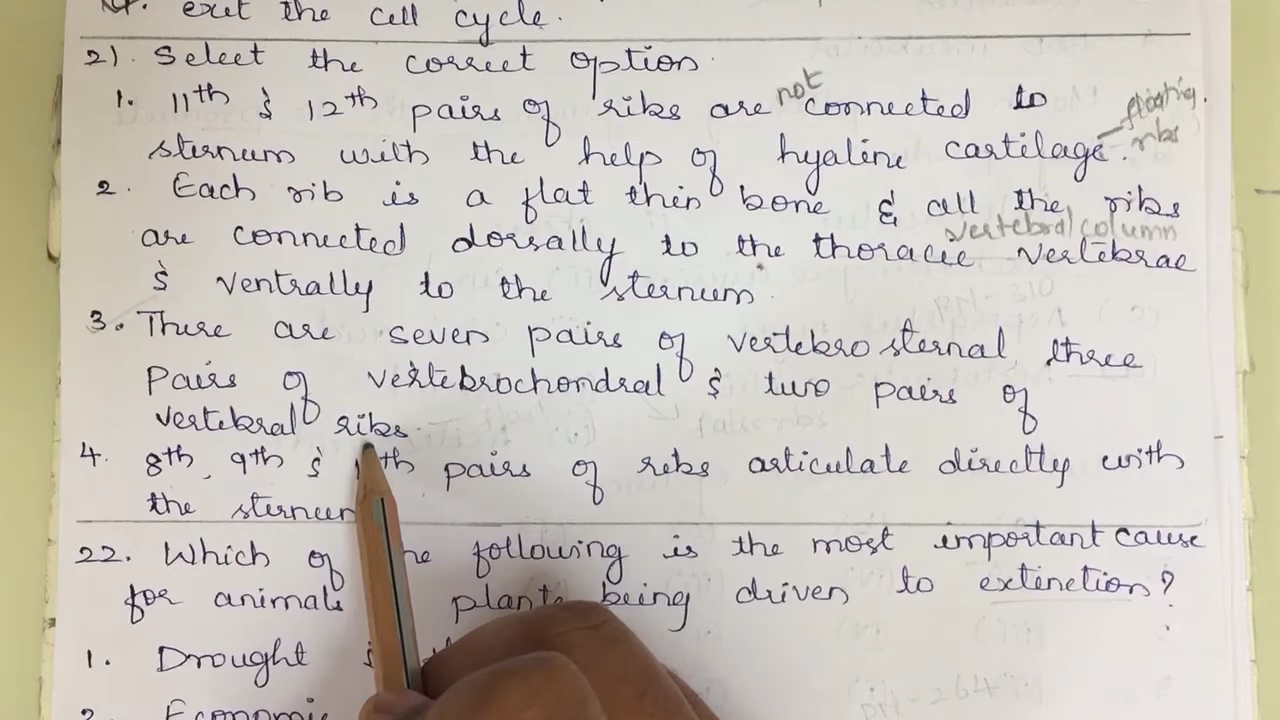 exit the cell cycle.
21. Select the correct option.
not
1. 11th & 12th pairs of ribs are connected to
floating
ribs
sternum with the help of hyaline cartilage.
2. Each rib is a flat thin bone & all the ribs
vertebral column
are connected dorsally to the thoracic vertebrae
& ventrally to the sternum.
3. There are seven pairs of vertebrosternal, three
Pairs of vertebrochondral & two pairs of
vertebral ribs.
4. 8th, 9th & th pairs of ribs articulate directly with
the sternum
22. Which of the following is the most important cause
for animals plants being driven to extinction?
1. Drought
2. Economic